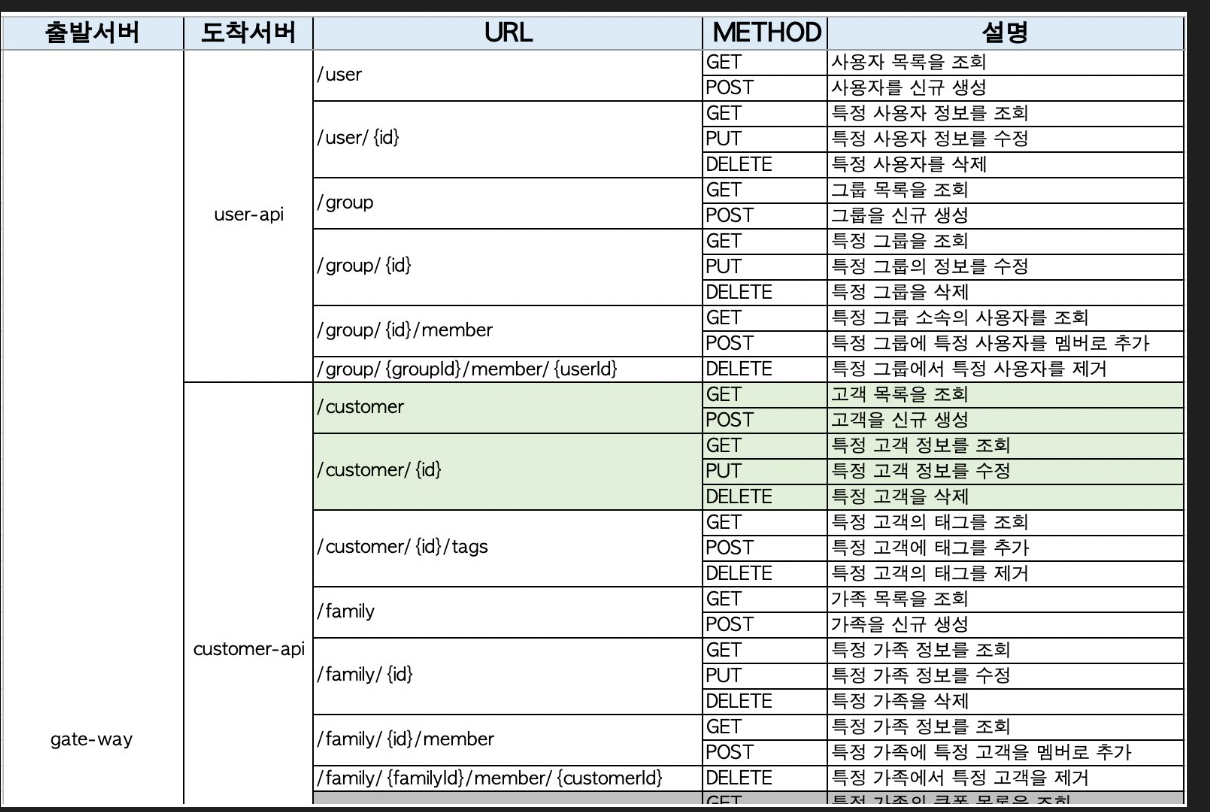 출발서버 도착서버 URL METHOD 설명
gate-way
user-api
/user
GET 사용자 목록을 조회
POST 사용자를 신규 생성
/user/{id}
GET 특정 사용자 정보를 조회
PUT 특정 사용자 정보를 수정
DELETE 특정 사용자를 삭제
/group
GET 그룹 목록을 조회
POST 그룹을 신규 생성
/group/{id}
GET 특정 그룹을 조회
PUT 특정 그룹의 정보를 수정
DELETE 특정 그룹을 삭제
/group/{id}/member
GET 특정 그룹 소속의 사용자를 조회
POST 특정 그룹에 특정 사용자를 멤버로 추가
/group/{groupId}/member/{userId} DELETE 특정 그룹에서 특정 사용자를 제거
customer-api
/customer
GET 고객 목록을 조회
POST 고객을 신규 생성
/customer/{id}
GET 특정 고객 정보를 조회
PUT 특정 고객 정보를 수정
DELETE 특정 고객을 삭제
/customer/{id}/tags
GET 특정 고객의 태그를 조회
POST 특정 고객에 태그를 추가
DELETE 특정 고객의 태그를 제거
/family
GET 가족 목록을 조회
POST 가족을 신규 생성
/family/{id}
GET 특정 가족 정보를 조회
PUT 특정 가족 정보를 수정
DELETE 특정 가족을 삭제
/family/{id}/member
GET 특정 가족 정보를 조회
POST 특정 가족에 특정 고객을 멤버로 추가
/family/{familyId}/member/{customerId} DELETE 특정 가족에서 특정 고객을 제거
GET 특정 가족의 쿠폰 목록을 조회